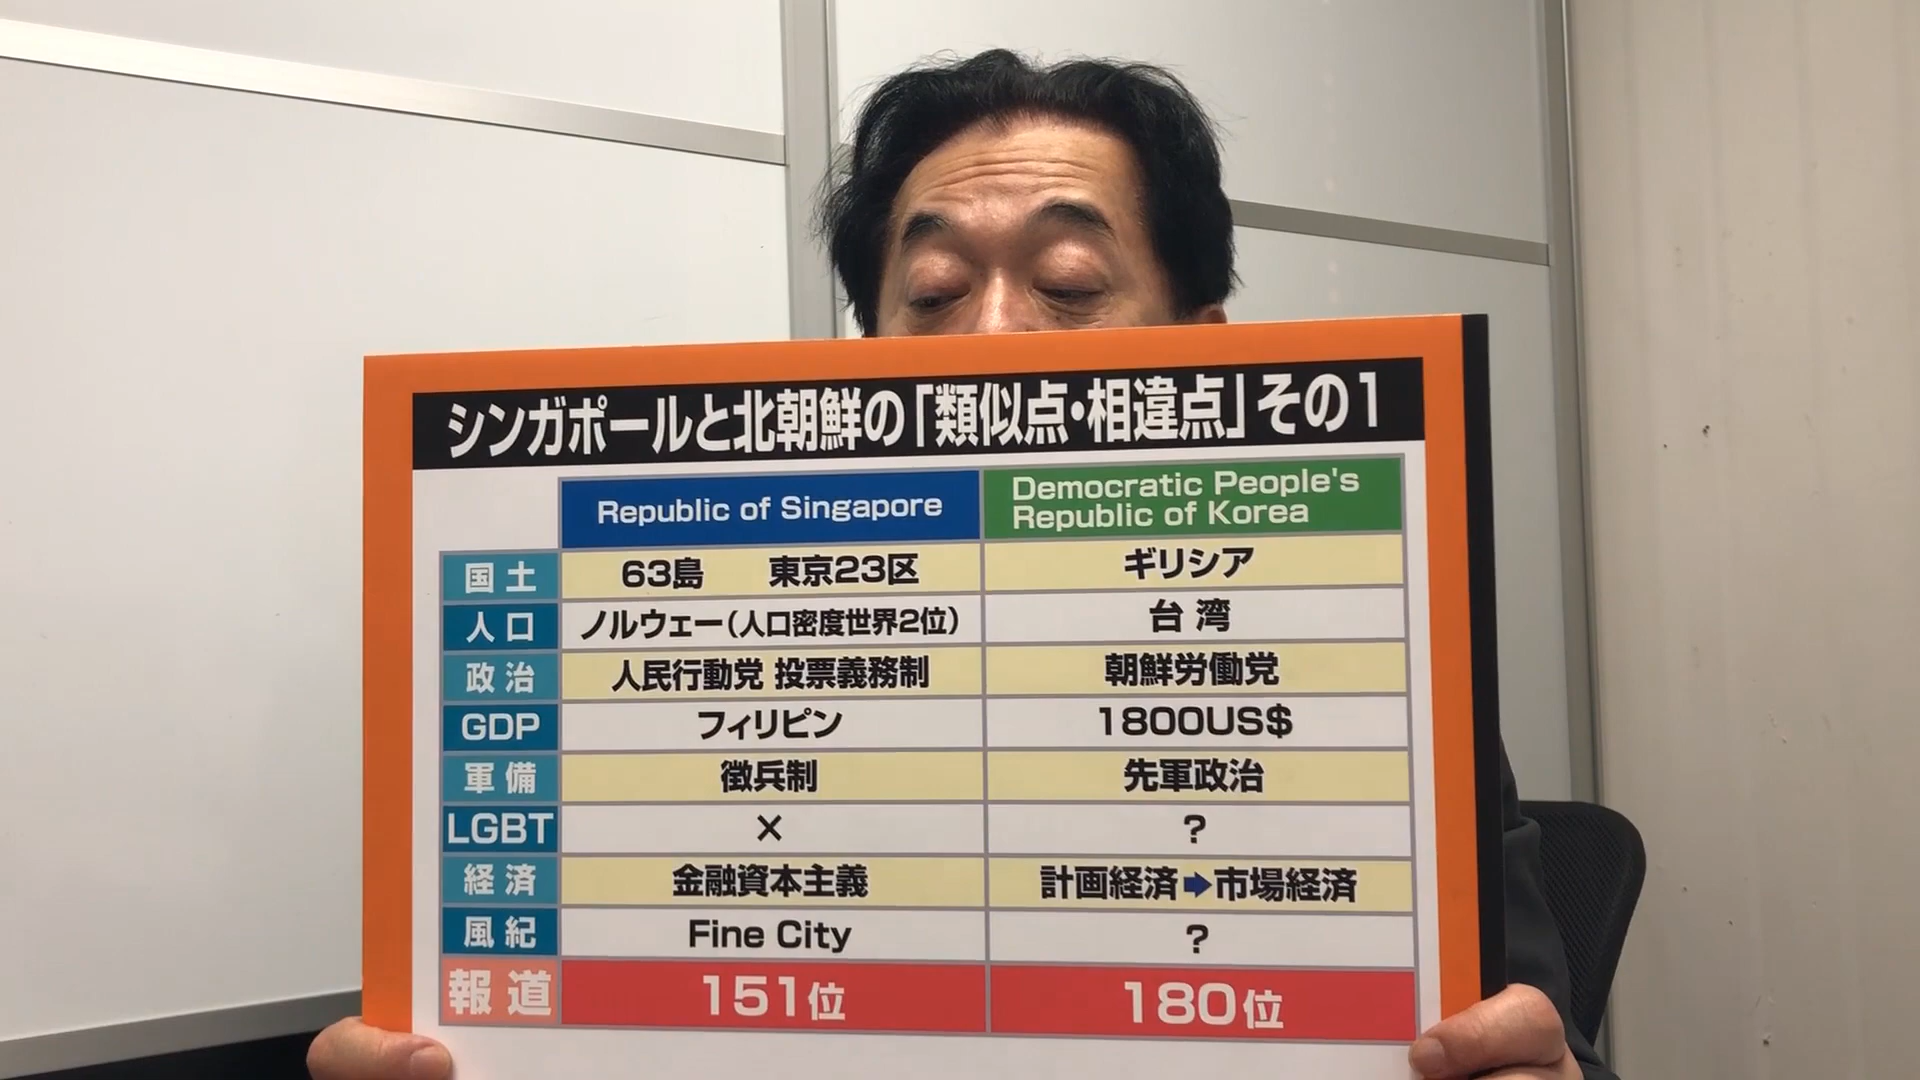 シンガポールと北朝鮮の「類似点・相違点」その1
Republic of Singapore
Democratic People's
Republic of Korea
国土 63島 東京23区 ギリシア
人口 ノルウェー(人口密度世界2位) 台湾
政治 人民行動党 投票義務制 朝鮮労働党
GDP フィリピン 1800US$
軍備 徴兵制 先軍政治
LGBT × ?
経済 金融資本主義 計画経済➡市場経済
風紀 Fine City ?
報道 151位 180位